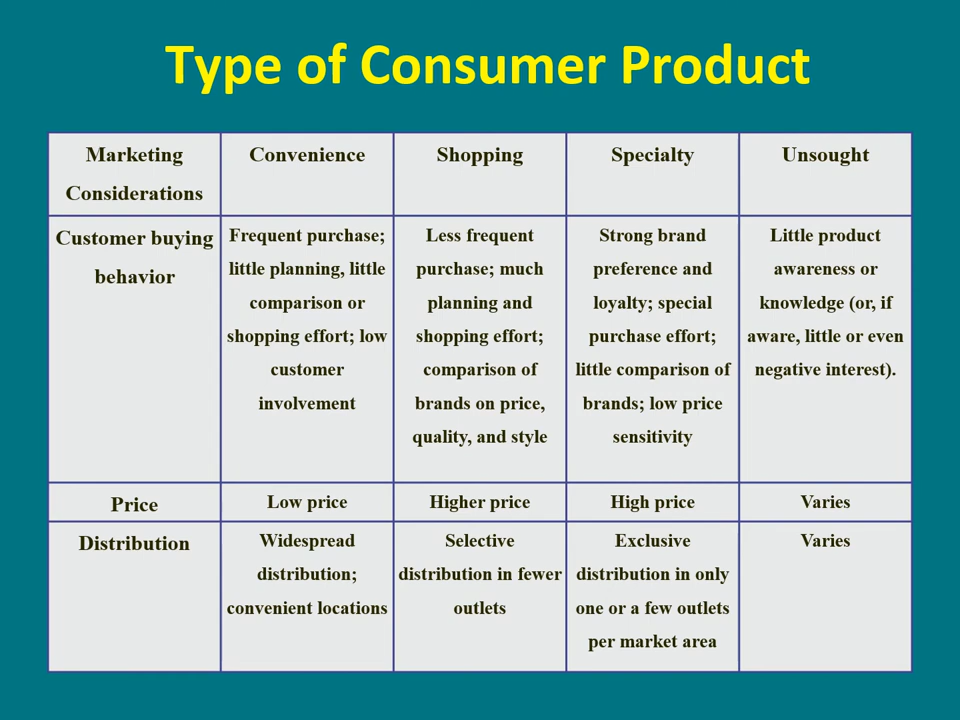 Type of Consumer Product
Marketing
Considerations
Convenience
Shopping
Specialty
Unsought
Customer buying
behavior
Frequent purchase;
little planning, little
comparison or
shopping effort; low
customer
involvement
Less frequent
purchase; much
planning and
shopping effort;
comparison of
brands on price,
quality, and style
Strong brand
preference and
loyalty; special
purchase effort;
little comparison of
brands; low price
sensitivity
Little product
awareness or
knowledge (or, if
aware, little or even
negative interest).
Price
Low price
Higher price
High price
Varies
Distribution
Widespread
distribution;
convenient locations
Selective
distribution in fewer
outlets
Exclusive
distribution in only
one or a few outlets
per market area
Varies